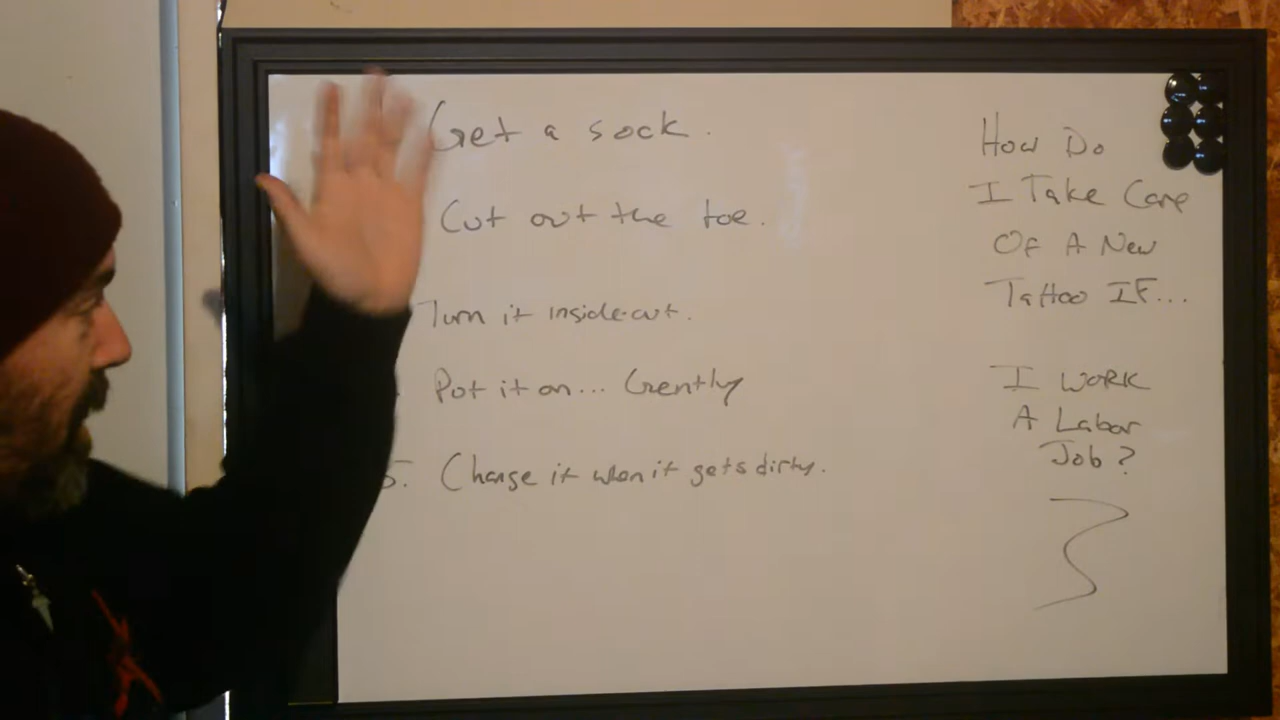 Get a sock.
Cut out the toe.
Turn it inside-out.
Put it on... Gently
5. Change it when it gets dirty.
How Do
I Take Care
Of A New
Tattoo IF...
I WORK
A Labor
Job?